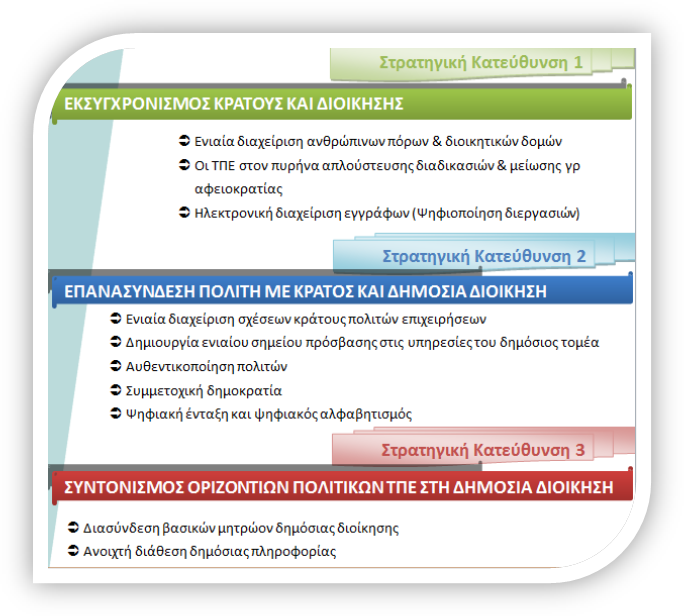 Στρατηγική Κατεύθυνση 1
ΕΚΣΥΓΧΡΟΝΙΣΜΟΣ ΚΡΑΤΟΥΣ ΚΑΙ ΔΙΟΙΚΗΣΗΣ
➲ Ενιαία διαχείριση ανθρώπινων πόρων & διοικητικών δομών
➲ Οι ΤΠΕ στον πυρήνα απλούστευσης διαδικασιών & μείωσης γρ
αφειοκρατίας
➲ Ηλεκτρονική διαχείριση εγγράφων (Ψηφιοποίηση διεργασιών)
Στρατηγική Κατεύθυνση 2
ΕΠΑΝΑΣΥΝΔΕΣΗ ΠΟΛΙΤΗ ΜΕ ΚΡΑΤΟΣ ΚΑΙ ΔΗΜΟΣΙΑ ΔΙΟΙΚΗΣΗ
➲ Ενιαία διαχείριση σχέσεων κράτους πολιτών επιχειρήσεων
➲ Δημιουργία ενιαίου σημείου πρόσβασης στις υπηρεσίες του δημόσιος τομέα
➲ Αυθεντικοποίηση πολιτών
➲ Συμμετοχική δημοκρατία
➲ Ψηφιακή ένταξη και ψηφιακός αλφαβητισμός
Στρατηγική Κατεύθυνση 3
ΣΥΝΤΟΝΙΣΜΟΣ ΟΡΙΖΟΝΤΙΩΝ ΠΟΛΙΤΙΚΩΝ ΤΠΕ ΣΤΗ ΔΗΜΟΣΙΑ ΔΙΟΙΚΗΣΗ
➲ Διασύνδεση βασικών μητρώον δημόσιας διοίκησης
➲ Ανοιχτή διάθεση δημόσιας πληροφορίας